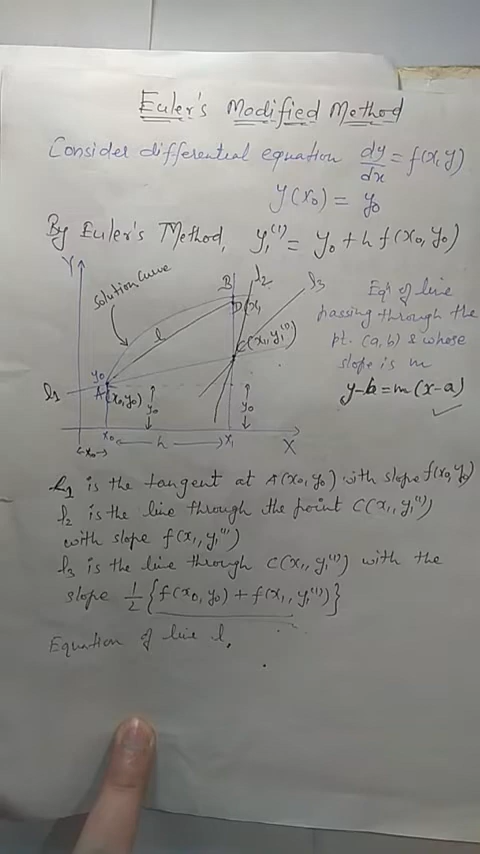 Euler's Modified Method
Consider differential equation dy/dx = f(x,y)
y(x₀) = y₀
By Euler's Method, y₁⁽¹⁾ = y₀ + h f(x₀, y₀)
Y
Solution Curve
B
l₂
l₃
D(x₁
l
C(x₁, y₁⁽¹⁾)
Eqn of line
passing through the
pt. (a, b) & whose
slope is m
y-b = m(x-a)
l₁
y₀
A(x₀, y₀)
y₀
y₀
x₀
h
x₁
X
x₀
l₁ is the tangent at A(x₀, y₀) with slope f(x₀, y₀)
l₂ is the line through the point C(x₁, y₁⁽¹⁾)
with slope f(x₁, y₁⁽¹⁾)
l₃ is the line through C(x₁, y₁⁽¹⁾) with the
slope 1/2 {f(x₀, y₀) + f(x₁, y₁⁽¹⁾)}
Equation of line l,